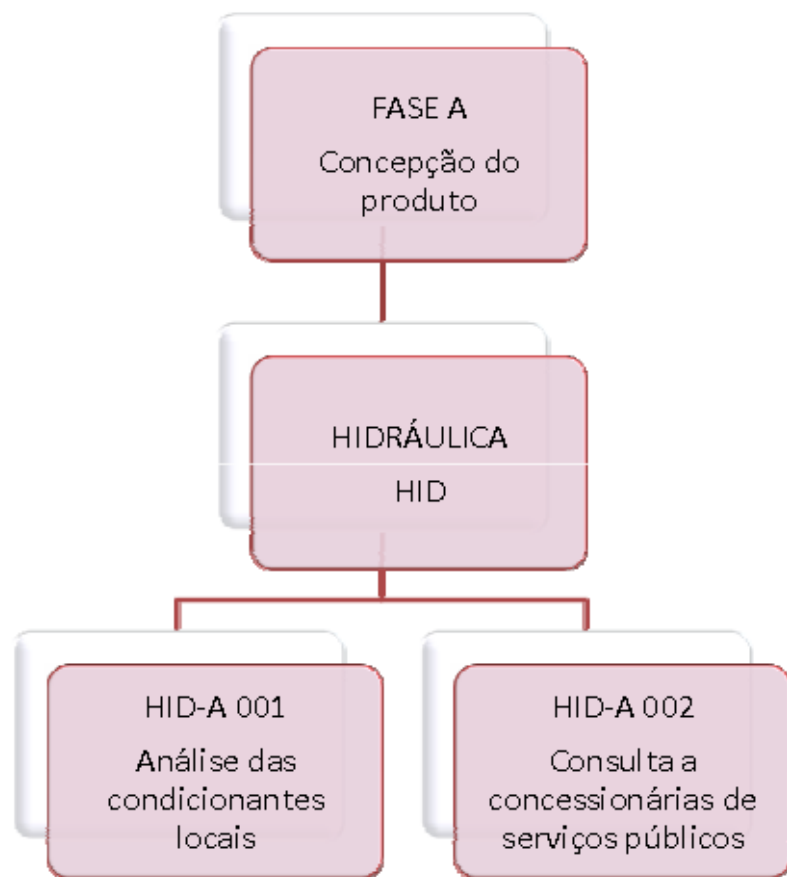 FASE A
Concepção do
produto
HIDRÁULICA
HID
HID-A 001
Análise das
condicionantes
locais
HID-A 002
Consulta a
concessionárias de
serviços públicos